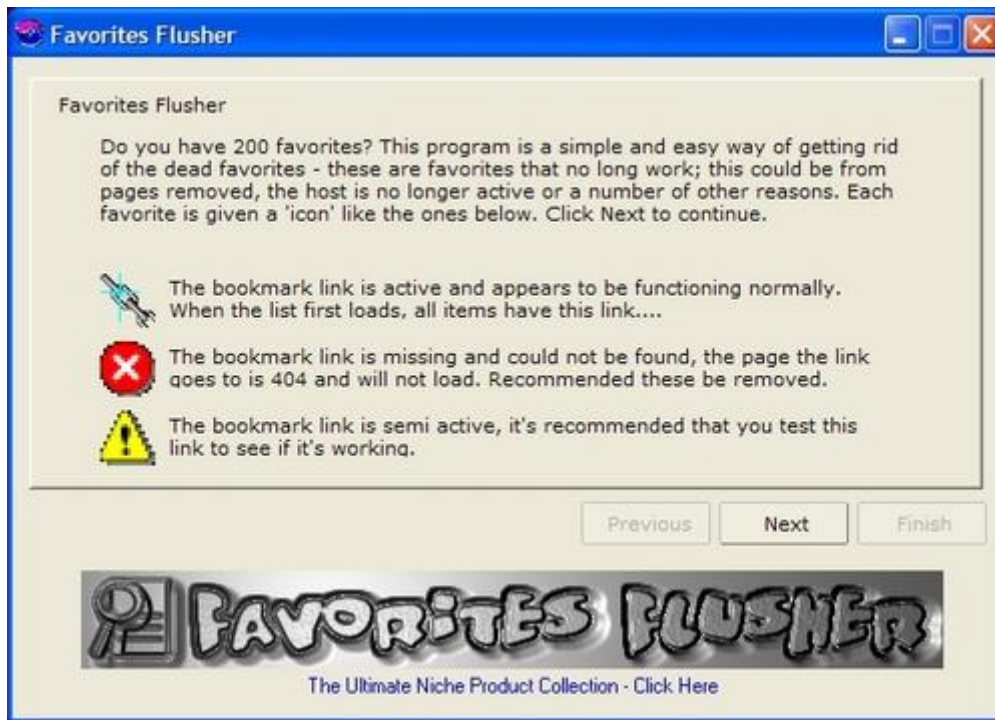 Favorites Flusher
Favorites Flusher
Do you have 200 favorites? This program is a simple and easy way of getting rid
of the dead favorites - these are favorites that no long work; this could be from
pages removed, the host is no longer active or a number of other reasons. Each
favorite is given a 'icon' like the ones below. Click Next to continue.
The bookmark link is active and appears to be functioning normally.
When the list first loads, all items have this link....
The bookmark link is missing and could not be found, the page the link
goes to is 404 and will not load. Recommended these be removed.
The bookmark link is semi active, it's recommended that you test this
link to see if it's working.
Previous Next Finish
FAVORiTES FLUSHER
The Ultimate Niche Product Collection - Click Here